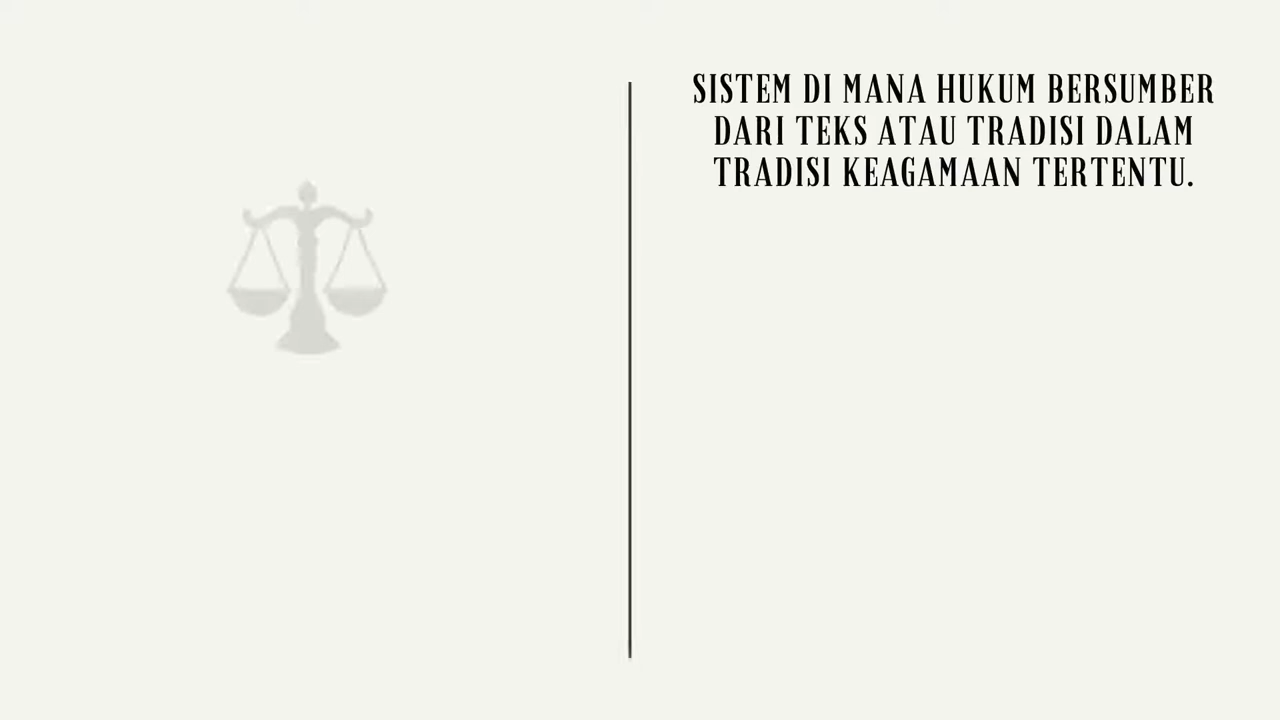 SISTEM DI MANA HUKUM BERSUMBER
DARI TEKS ATAU TRADISI DALAM
TRADISI KEAGAMAAN TERTENTU.